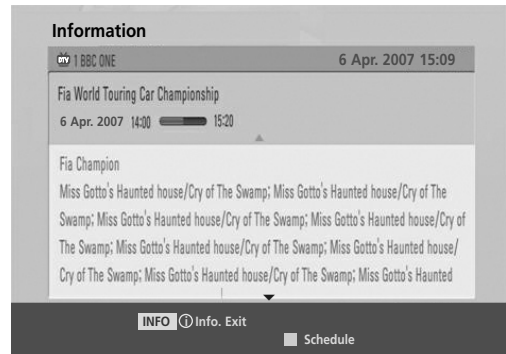 Information
DTV 1 BBC ONE 6 Apr. 2007 15:09
Fia World Touring Car Championship
6 Apr. 2007 14:00 15:20
Fia Champion
Miss Gotto's Haunted house/Cry of The Swamp; Miss Gotto's Haunted house/Cry of The
Swamp; Miss Gotto's Haunted house/Cry of The Swamp; Miss Gotto's Haunted house/Cry of
The Swamp; Miss Gotto's Haunted house/Cry of The Swamp; Miss Gotto's Haunted house/
Cry of The Swamp; Miss Gotto's Haunted house/Cry of The Swamp; Miss Gotto's Haunted
INFO ⓘ Info. Exit
Schedule